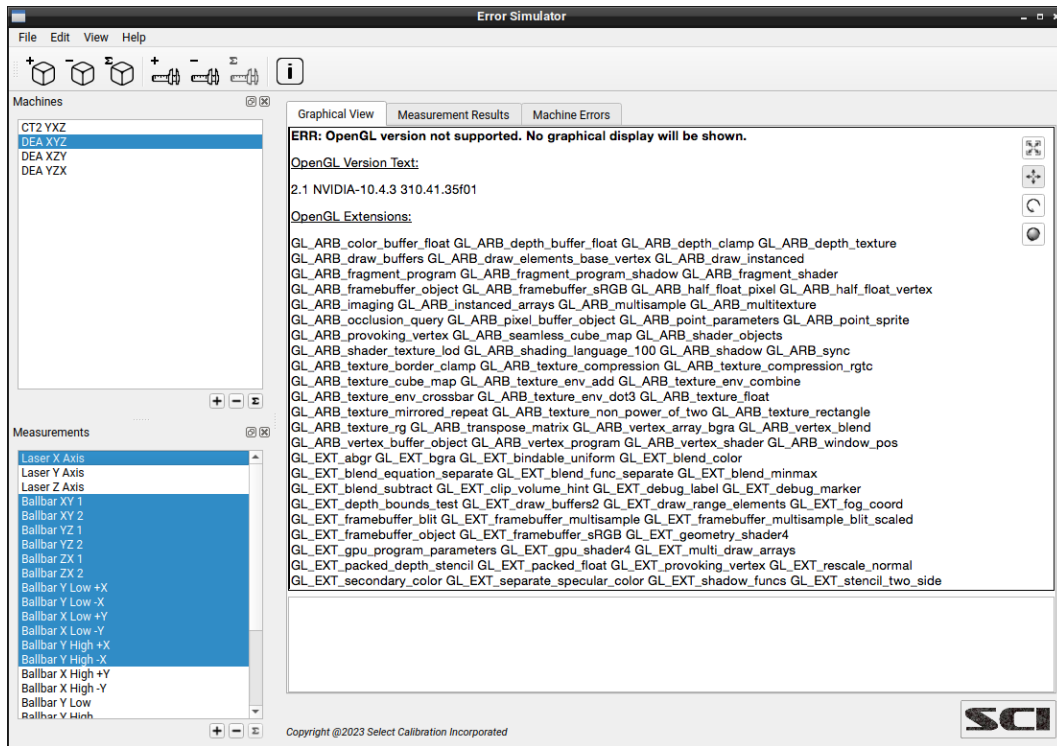 Error Simulator
File Edit View Help
Machines
CT2 YXZ
DEA XYZ
DEA XZY
DEA YZX
Measurements
Laser X Axis
Laser Y Axis
Laser Z Axis
Ballbar XY 1
Ballbar XY 2
Ballbar YZ 1
Ballbar YZ 2
Ballbar ZX 1
Ballbar ZX 2
Ballbar Y Low +X
Ballbar Y Low -X
Ballbar X Low +Y
Ballbar X Low -Y
Ballbar Y High +X
Ballbar Y High -X
Ballbar X High +Y
Ballbar X High -Y
Ballbar Y Low
Ballbar Y High
Graphical View Measurement Results Machine Errors
ERR: OpenGL version not supported. No graphical display will be shown.
OpenGL Version Text:
2.1 NVIDIA-10.4.3 310.41.35f01
OpenGL Extensions:
GL_ARB_color_buffer_float GL_ARB_depth_buffer_float GL_ARB_depth_clamp GL_ARB_depth_texture
GL_ARB_draw_buffers GL_ARB_draw_elements_base_vertex GL_ARB_draw_instanced
GL_ARB_fragment_program GL_ARB_fragment_program_shadow GL_ARB_fragment_shader
GL_ARB_framebuffer_object GL_ARB_framebuffer_sRGB GL_ARB_half_float_pixel GL_ARB_half_float_vertex
GL_ARB_imaging GL_ARB_instanced_arrays GL_ARB_multisample GL_ARB_multitexture
GL_ARB_occlusion_query GL_ARB_pixel_buffer_object GL_ARB_point_parameters GL_ARB_point_sprite
GL_ARB_provoking_vertex GL_ARB_seamless_cube_map GL_ARB_shader_objects
GL_ARB_shader_texture_lod GL_ARB_shading_language_100 GL_ARB_shadow GL_ARB_sync
GL_ARB_texture_border_clamp GL_ARB_texture_compression GL_ARB_texture_compression_rgtc
GL_ARB_texture_cube_map GL_ARB_texture_env_add GL_ARB_texture_env_combine
GL_ARB_texture_env_crossbar GL_ARB_texture_env_dot3 GL_ARB_texture_float
GL_ARB_texture_mirrored_repeat GL_ARB_texture_non_power_of_two GL_ARB_texture_rectangle
GL_ARB_texture_rg GL_ARB_transpose_matrix GL_ARB_vertex_array_bgra GL_ARB_vertex_blend
GL_ARB_vertex_buffer_object GL_ARB_vertex_program GL_ARB_vertex_shader GL_ARB_window_pos
GL_EXT_abgr GL_EXT_bgra GL_EXT_bindable_uniform GL_EXT_blend_color
GL_EXT_blend_equation_separate GL_EXT_blend_func_separate GL_EXT_blend_minmax
GL_EXT_blend_subtract GL_EXT_clip_volume_hint GL_EXT_debug_label GL_EXT_debug_marker
GL_EXT_depth_bounds_test GL_EXT_draw_buffers2 GL_EXT_draw_range_elements GL_EXT_fog_coord
GL_EXT_framebuffer_blit GL_EXT_framebuffer_multisample GL_EXT_framebuffer_multisample_blit_scaled
GL_EXT_framebuffer_object GL_EXT_framebuffer_sRGB GL_EXT_geometry_shader4
GL_EXT_gpu_program_parameters GL_EXT_gpu_shader4 GL_EXT_multi_draw_arrays
GL_EXT_packed_depth_stencil GL_EXT_packed_float GL_EXT_provoking_vertex GL_EXT_rescale_normal
GL_EXT_secondary_color GL_EXT_separate_specular_color GL_EXT_shadow_funcs GL_EXT_stencil_two_side
Copyright @2023 Select Calibration Incorporated
SCI